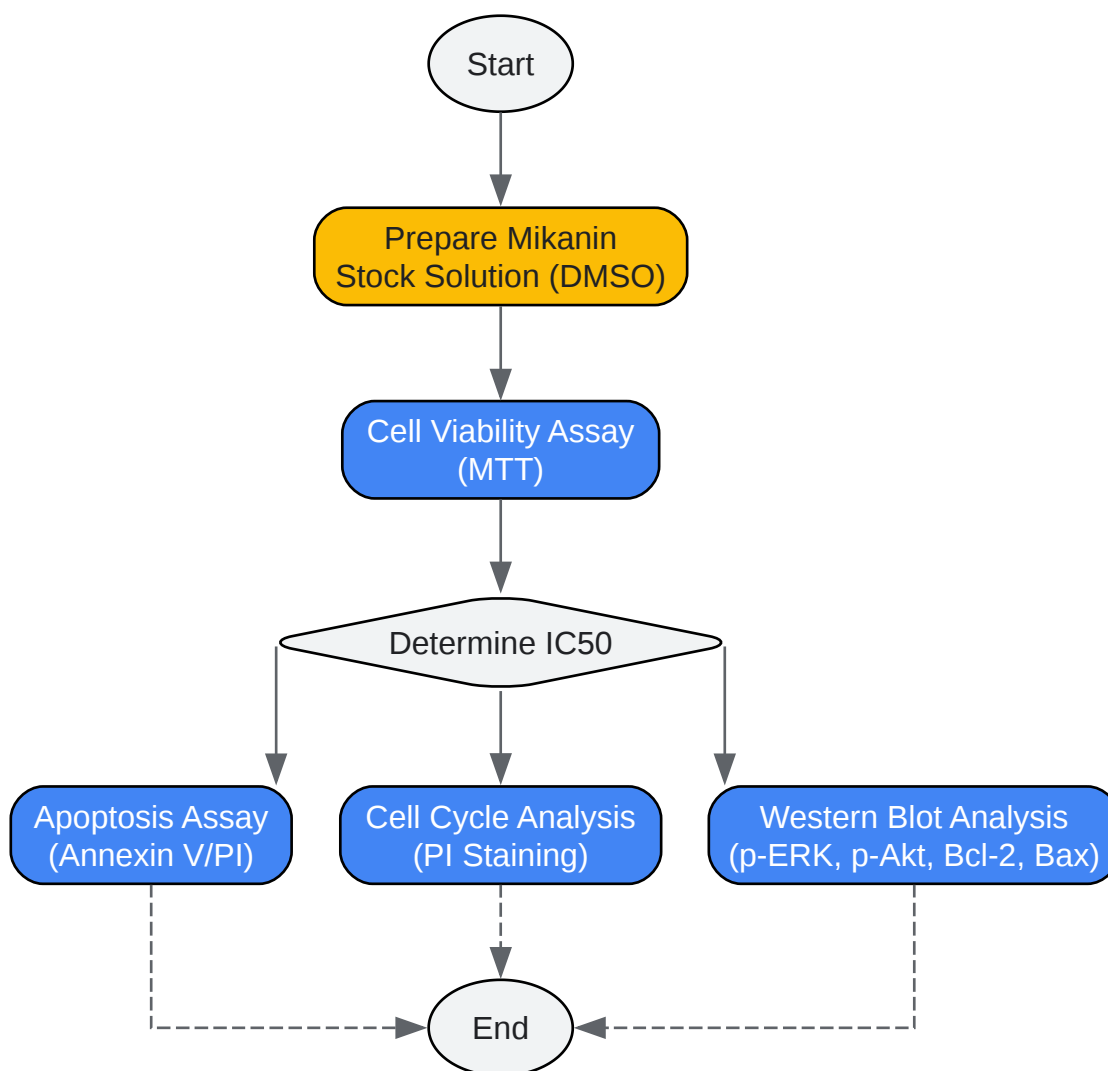 Start
Prepare Mikanin
Stock Solution (DMSO)
Cell Viability Assay
(MTT)
Determine IC50
Apoptosis Assay
(Annexin V/PI)
Cell Cycle Analysis
(PI Staining)
Western Blot Analysis
(p-ERK, p-Akt, Bcl-2, Bax)
End